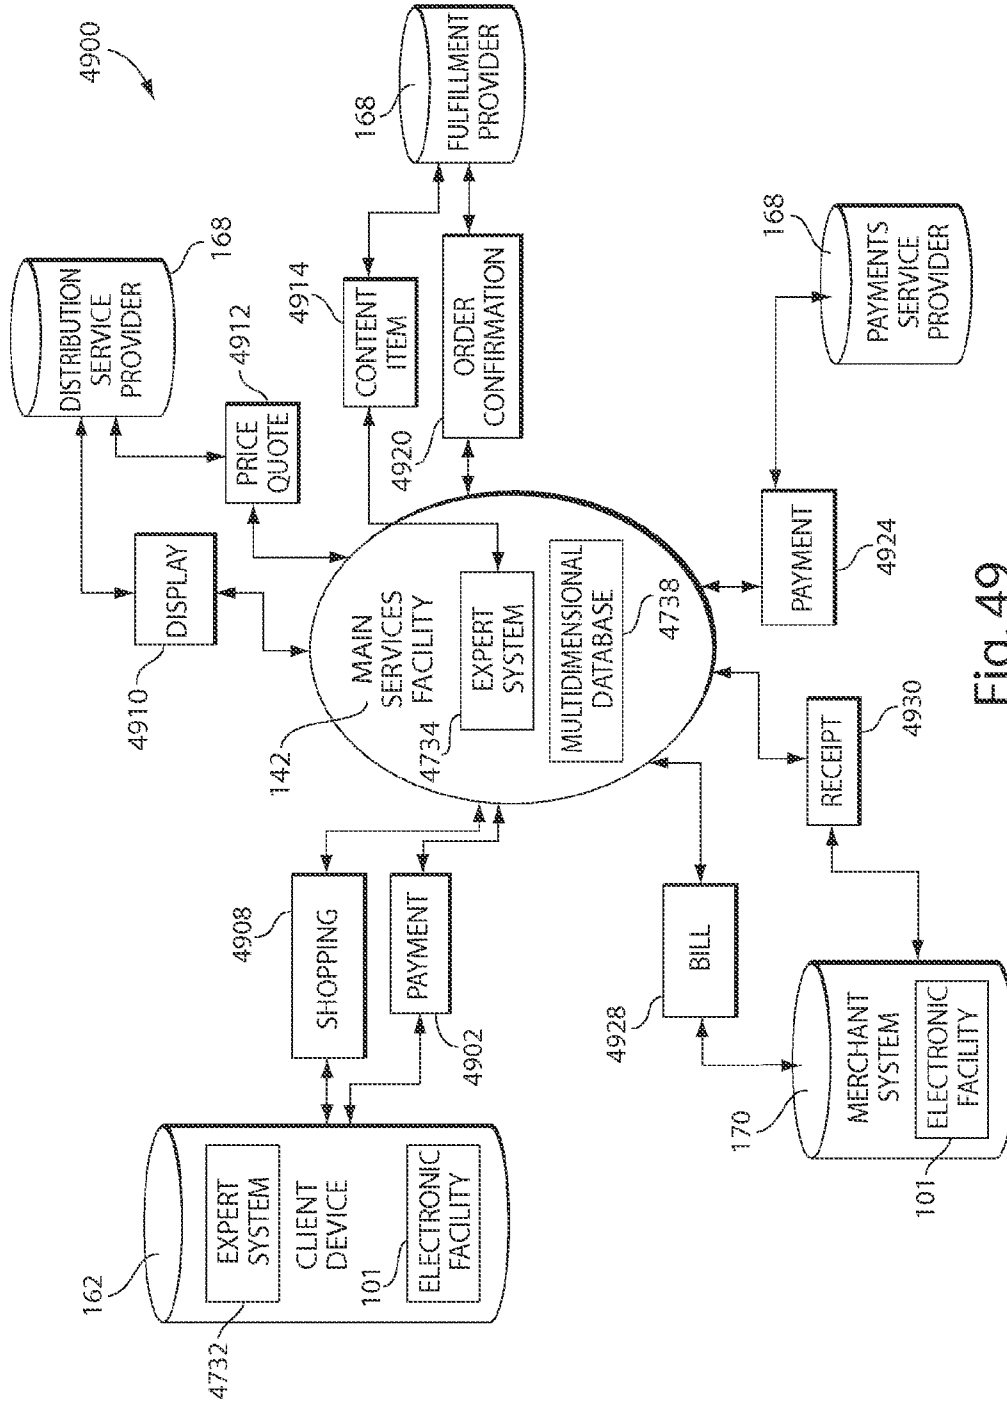 4900
DISTRIBUTION
SERVICE
PROVIDER
168
4910
DISPLAY
PRICE
QUOTE
4912
CONTENT
ITEM
4914
168
FULFILLMENT
PROVIDER
ORDER
CONFIRMATION
4920
162
EXPERT
SYSTEM
4732
CLIENT
DEVICE
101
ELECTRONIC
FACILITY
4908
SHOPPING
PAYMENT
4902
142
MAIN
SERVICES
FACILITY
4734
EXPERT
SYSTEM
MULTIDIMENSIONAL
DATABASE
4738
168
PAYMENTS
SERVICE
PROVIDER
PAYMENT
4924
4928
BILL
RECEIPT
4930
170
MERCHANT
SYSTEM
ELECTRONIC
FACILITY
101
Fig. 49